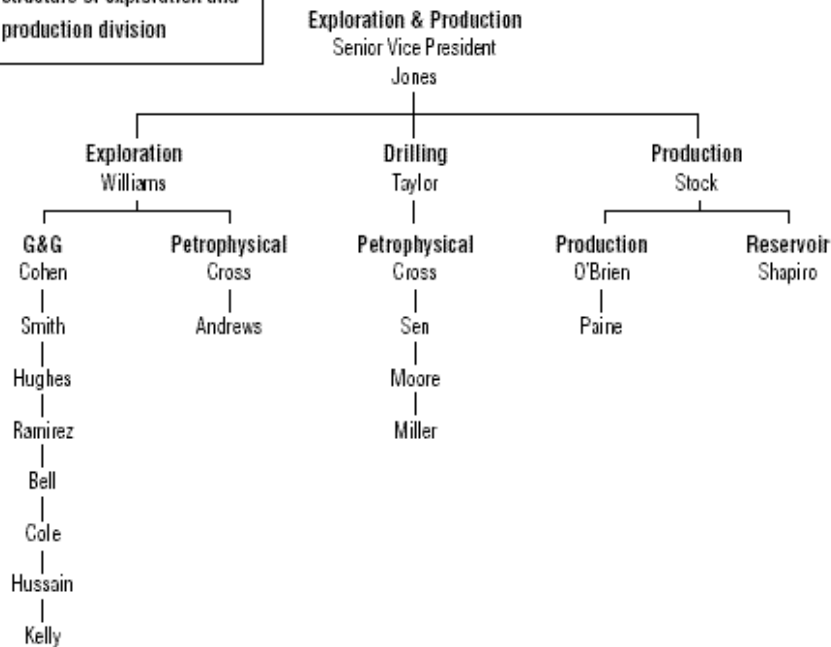 structure of exploration and
production division
Exploration & Production
Senior Vice President
Jones
Exploration
Williams
Drilling
Taylor
Production
Stock
G&G
Cohen
Petrophysical
Cross
Petrophysical
Cross
Production
O'Brien
Reservoir
Shapiro
Smith
Andrews
Sen
Paine
Hughes
Moore
Ramirez
Miller
Bell
Cole
Hussain
Kelly